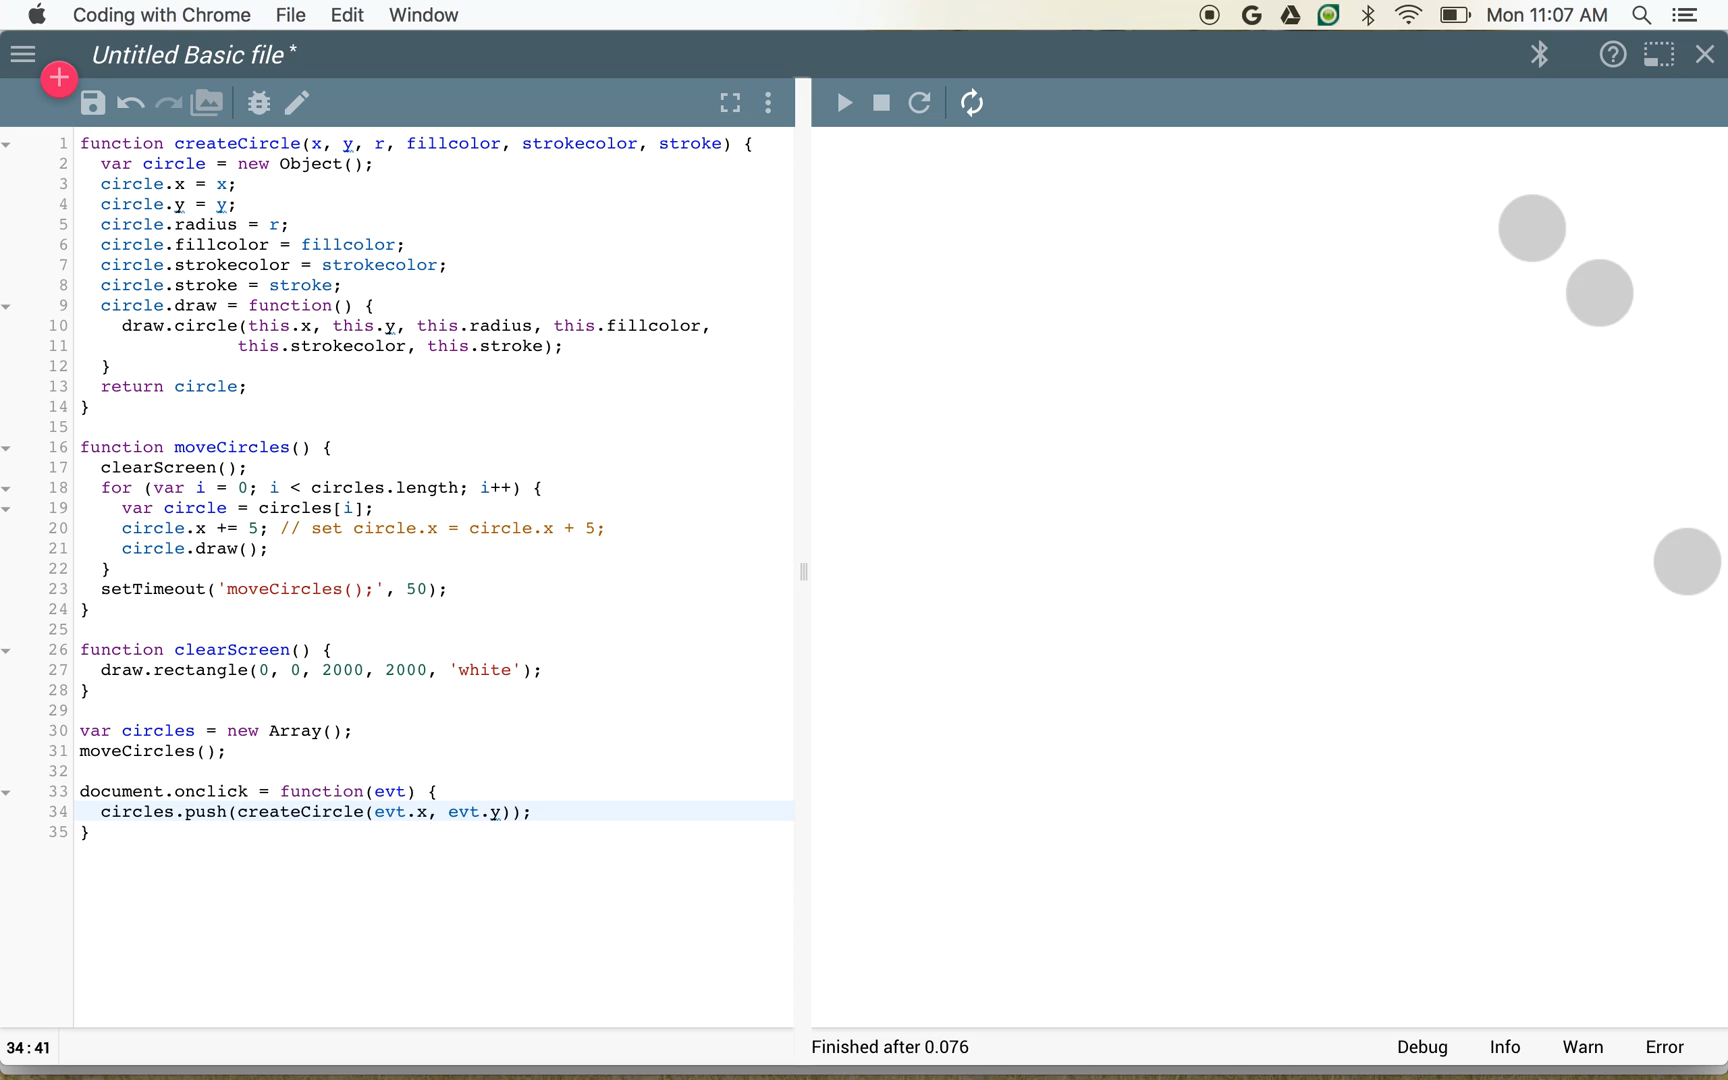 Coding with Chrome File Edit Window Mon 11:07 AM
Untitled Basic file *
1 function createCircle(x, y, r, fillcolor, strokecolor, stroke) {
2 var circle = new Object();
3 circle.x = x;
4 circle.y = y;
5 circle.radius = r;
6 circle.fillcolor = fillcolor;
7 circle.strokecolor = strokecolor;
8 circle.stroke = stroke;
9 circle.draw = function() {
10 draw.circle(this.x, this.y, this.radius, this.fillcolor,
11 this.strokecolor, this.stroke);
12 }
13 return circle;
14 }
15
16 function moveCircles() {
17 clearScreen();
18 for (var i = 0; i < circles.length; i++) {
19 var circle = circles[i];
20 circle.x += 5; // set circle.x = circle.x + 5;
21 circle.draw();
22 }
23 setTimeout('moveCircles();', 50);
24 }
25
26 function clearScreen() {
27 draw.rectangle(0, 0, 2000, 2000, 'white');
28 }
29
30 var circles = new Array();
31 moveCircles();
32
33 document.onclick = function(evt) {
34 circles.push(createCircle(evt.x, evt.y));
35 }
34:41 Finished after 0.076 Debug Info Warn Error